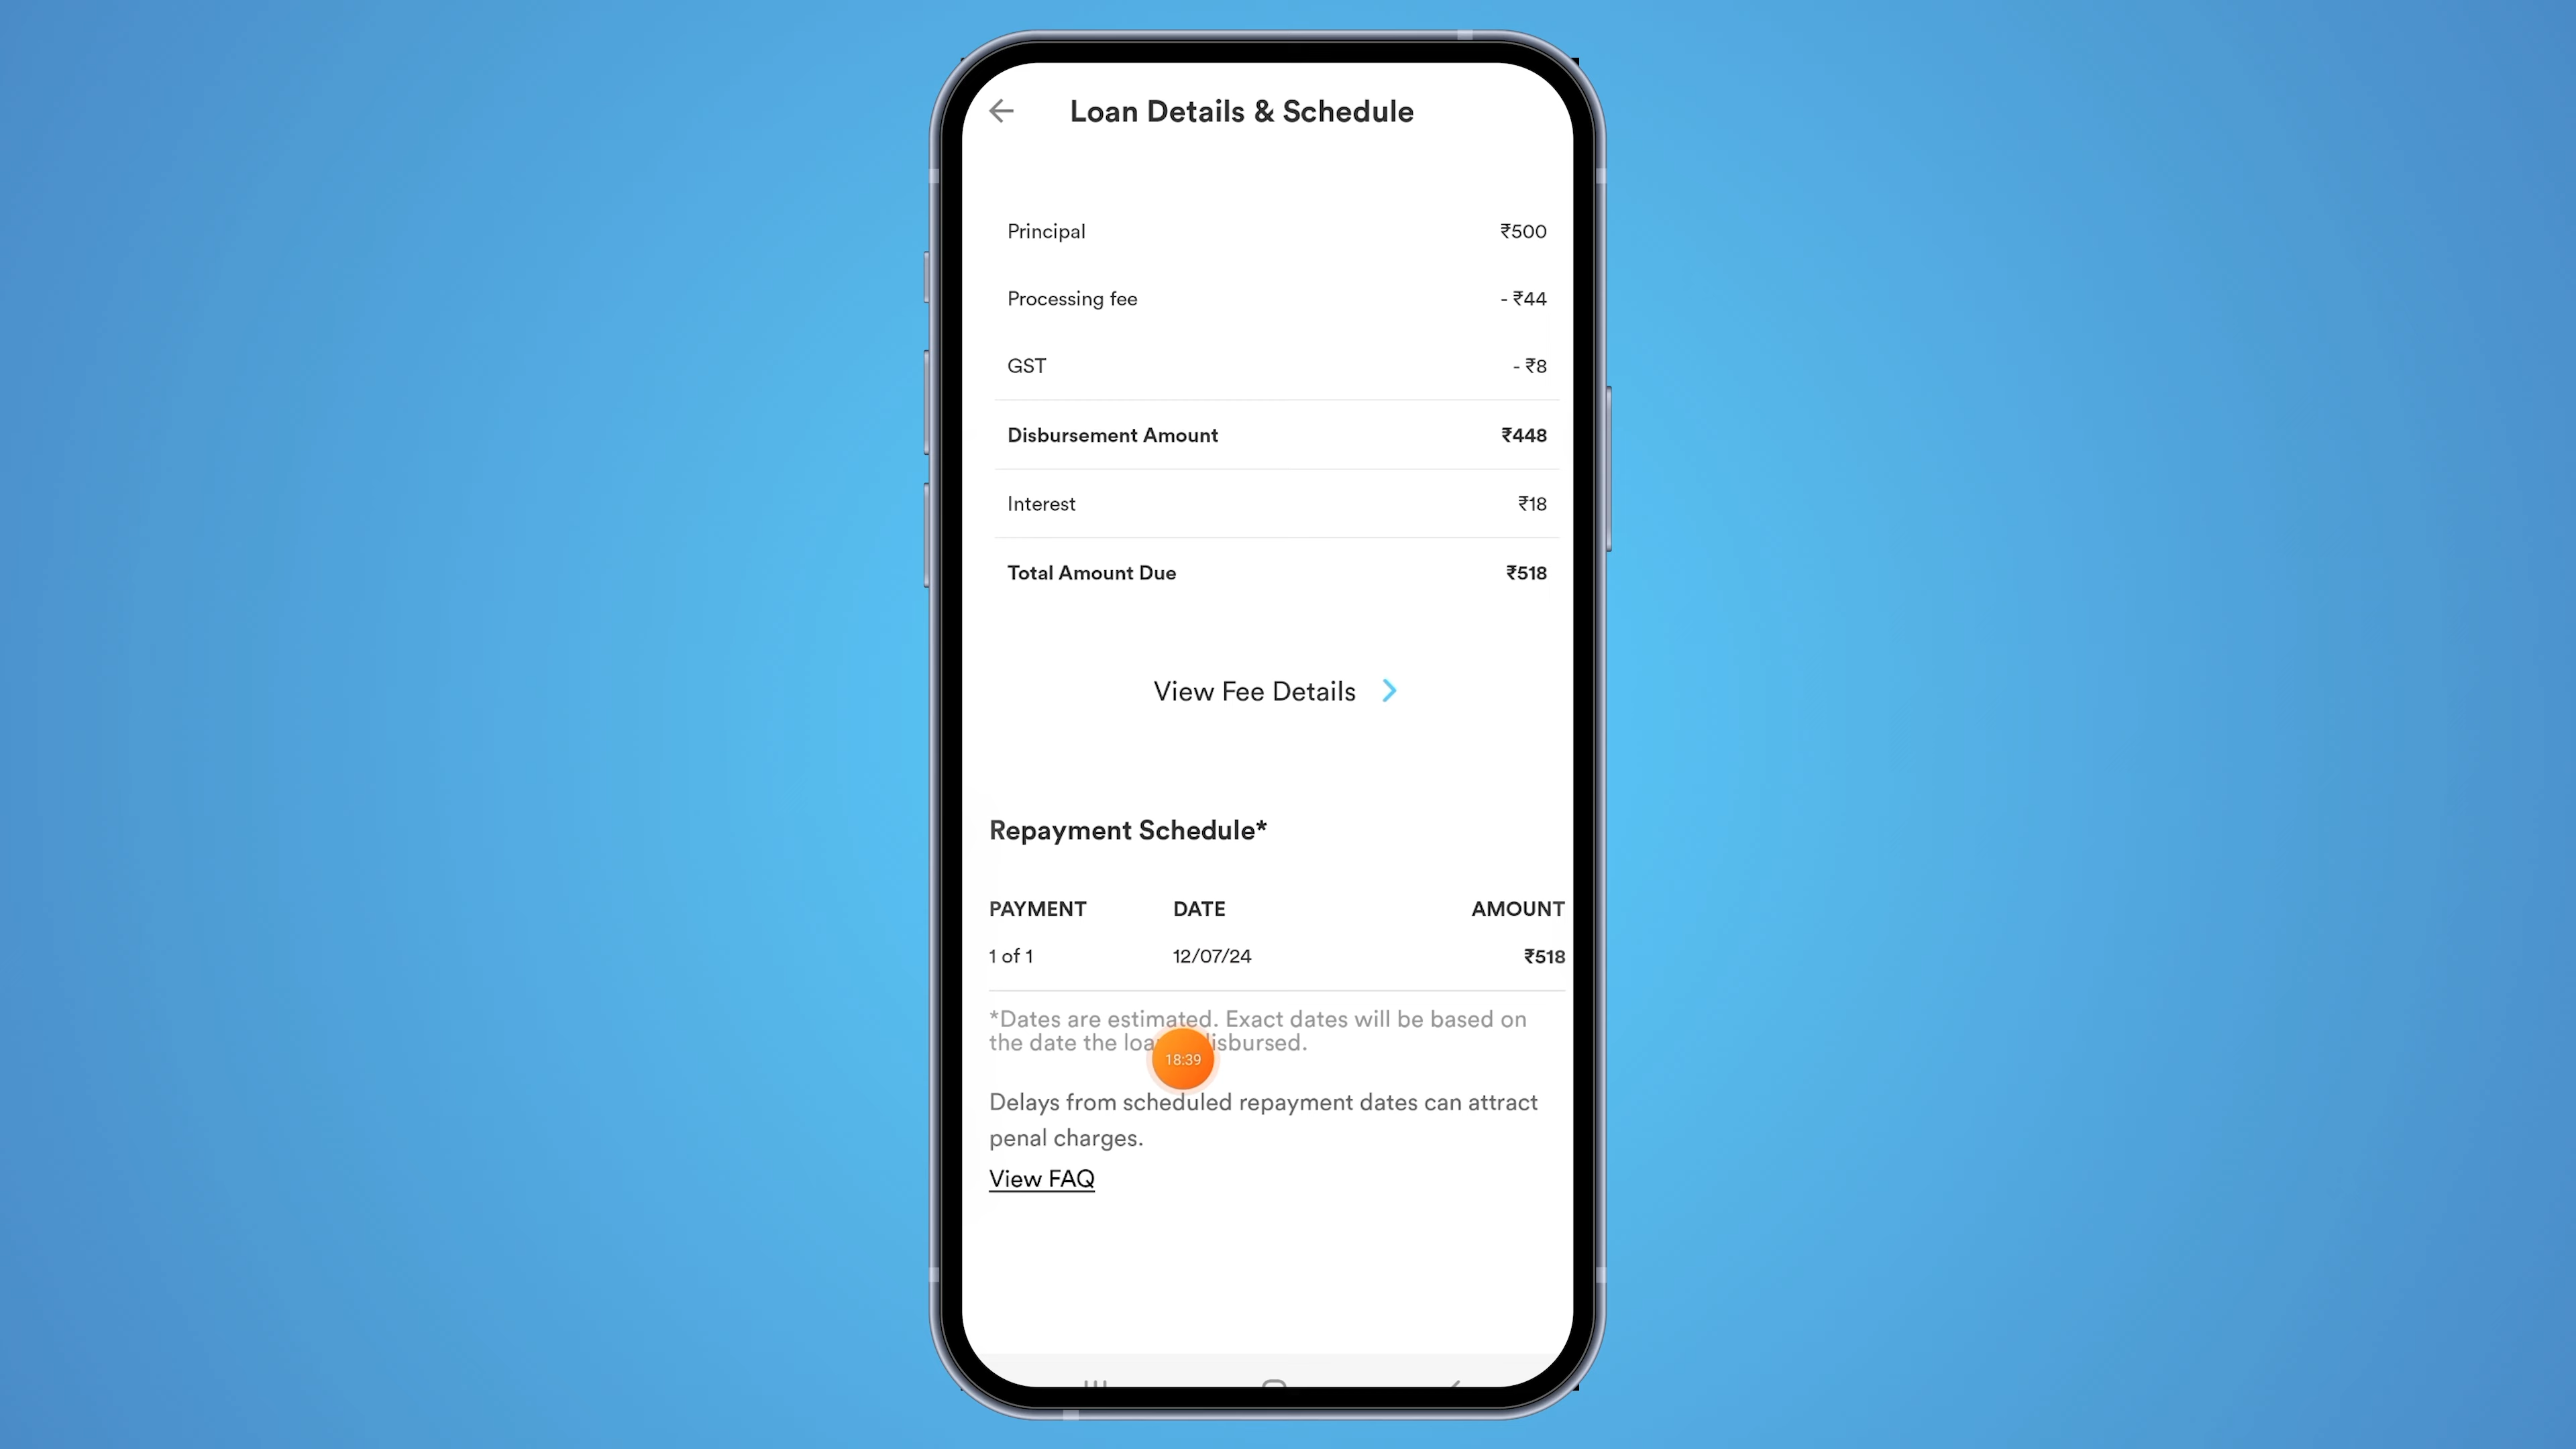 Loan Details & Schedule
Principal ₹500
Processing fee - ₹44
GST - ₹8
Disbursement Amount ₹448
Interest ₹18
Total Amount Due ₹518
View Fee Details
Repayment Schedule*
PAYMENT DATE AMOUNT
1 of 1 12/07/24 ₹518
*Dates are estimated. Exact dates will be based on
the date the loa isbursed.
18:39
Delays from scheduled repayment dates can attract
penal charges.
View FAQ